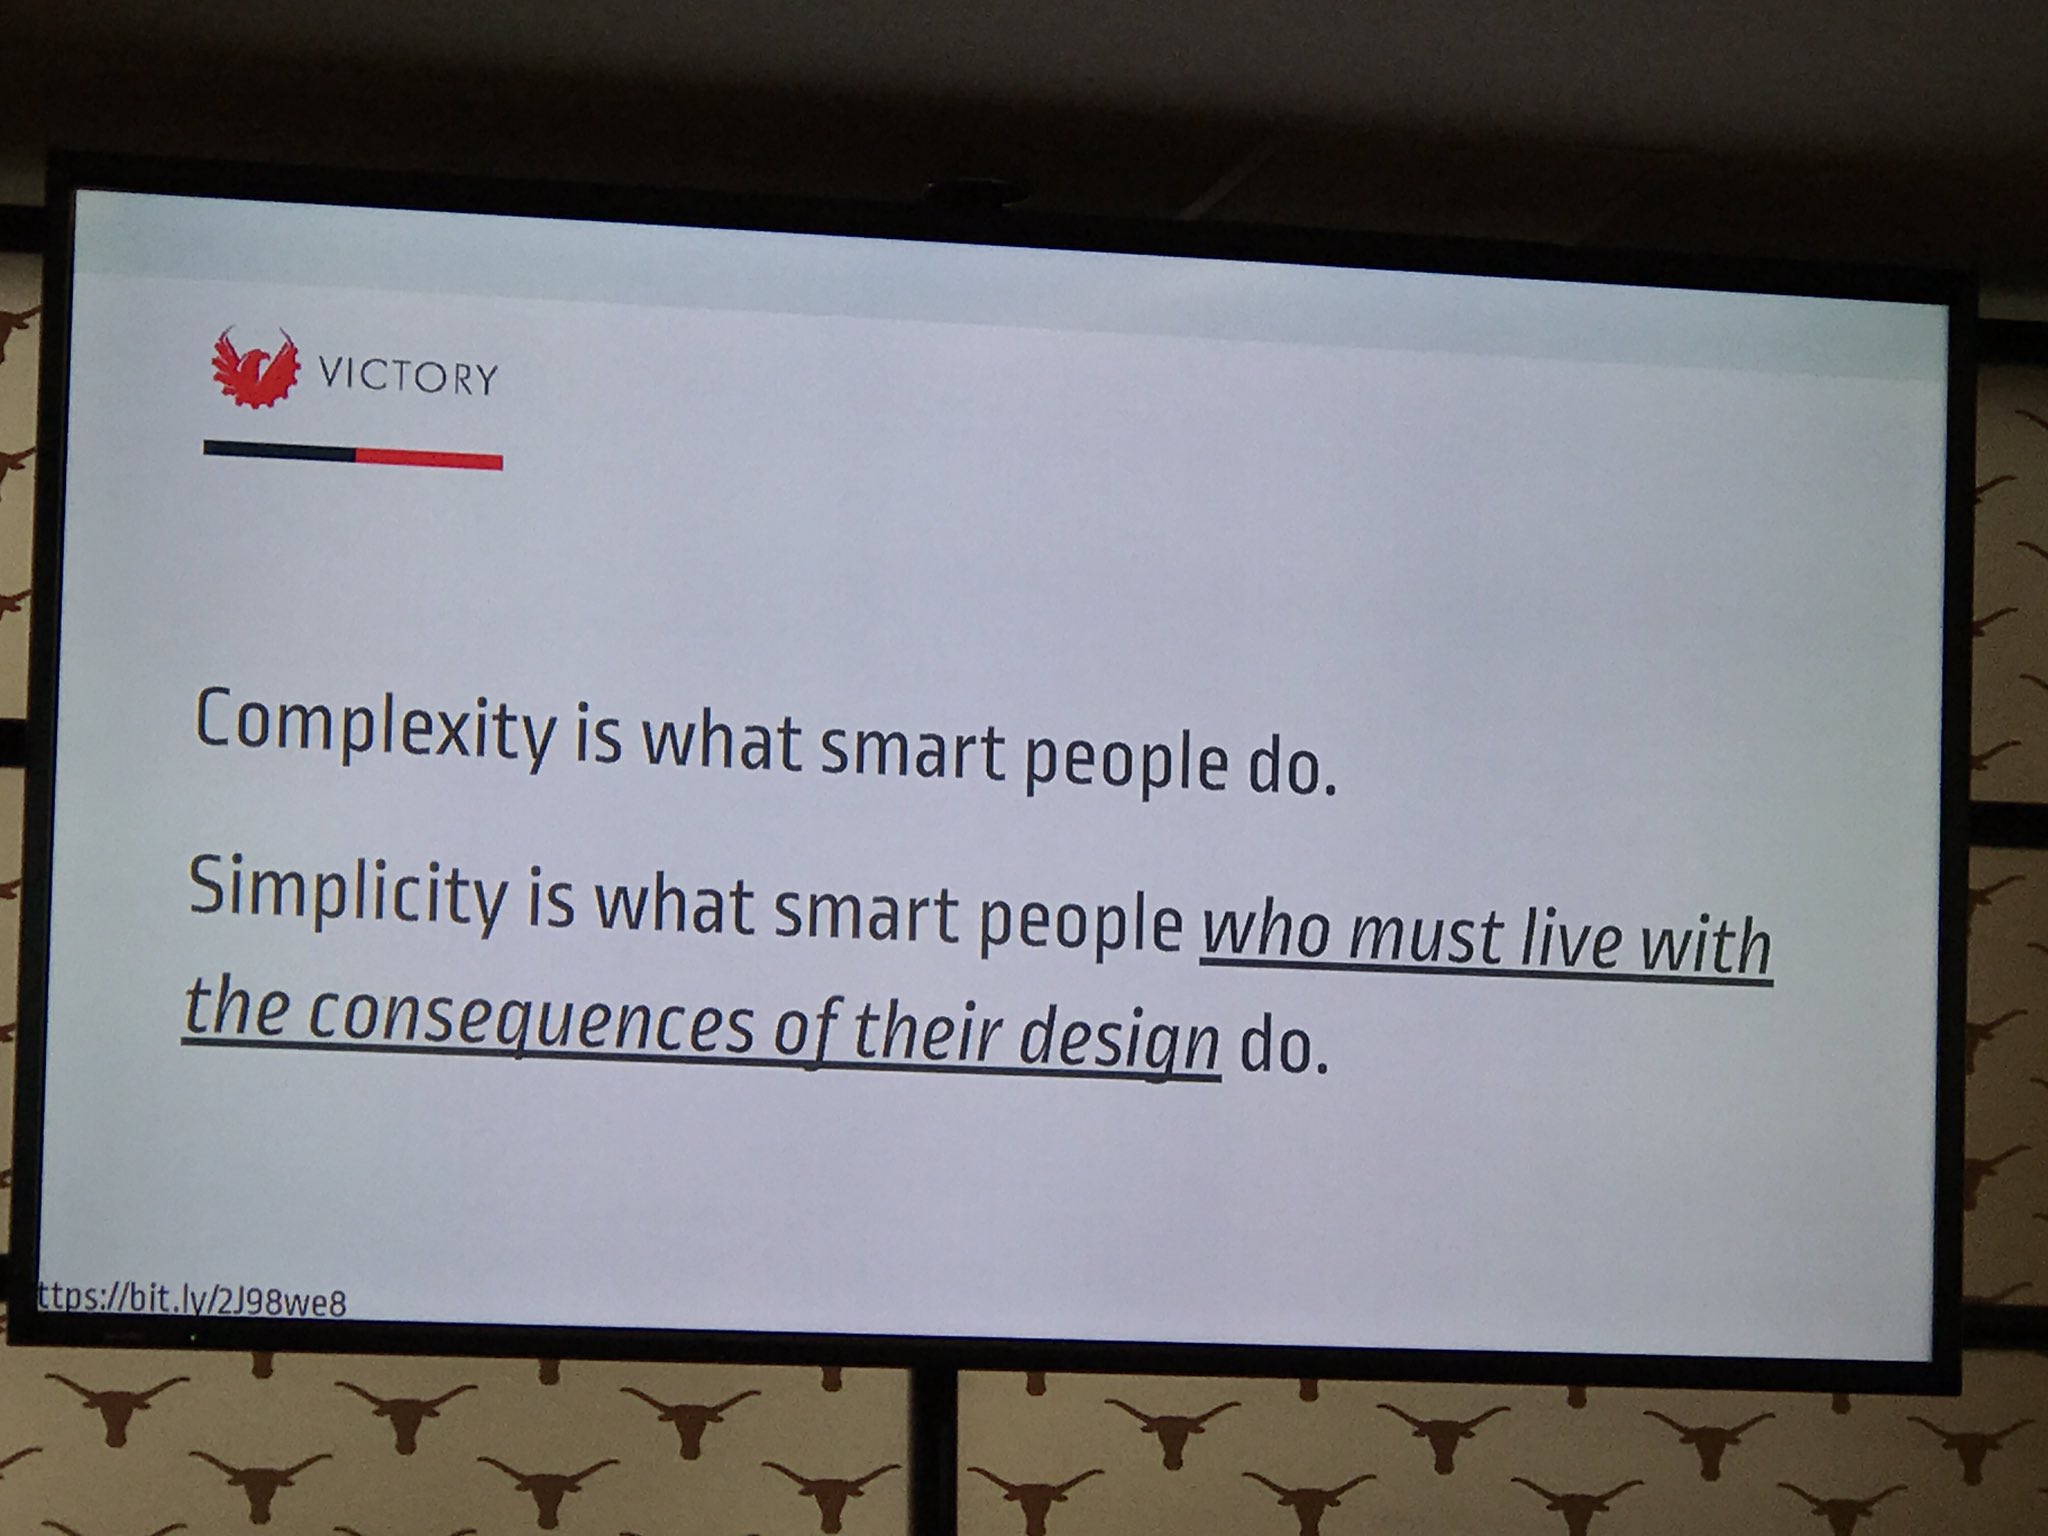 VICTORY
Complexity is what smart people do.
Simplicity is what smart people who must live with
the consequences of their design do.
ttps://bit.ly/2J98we8